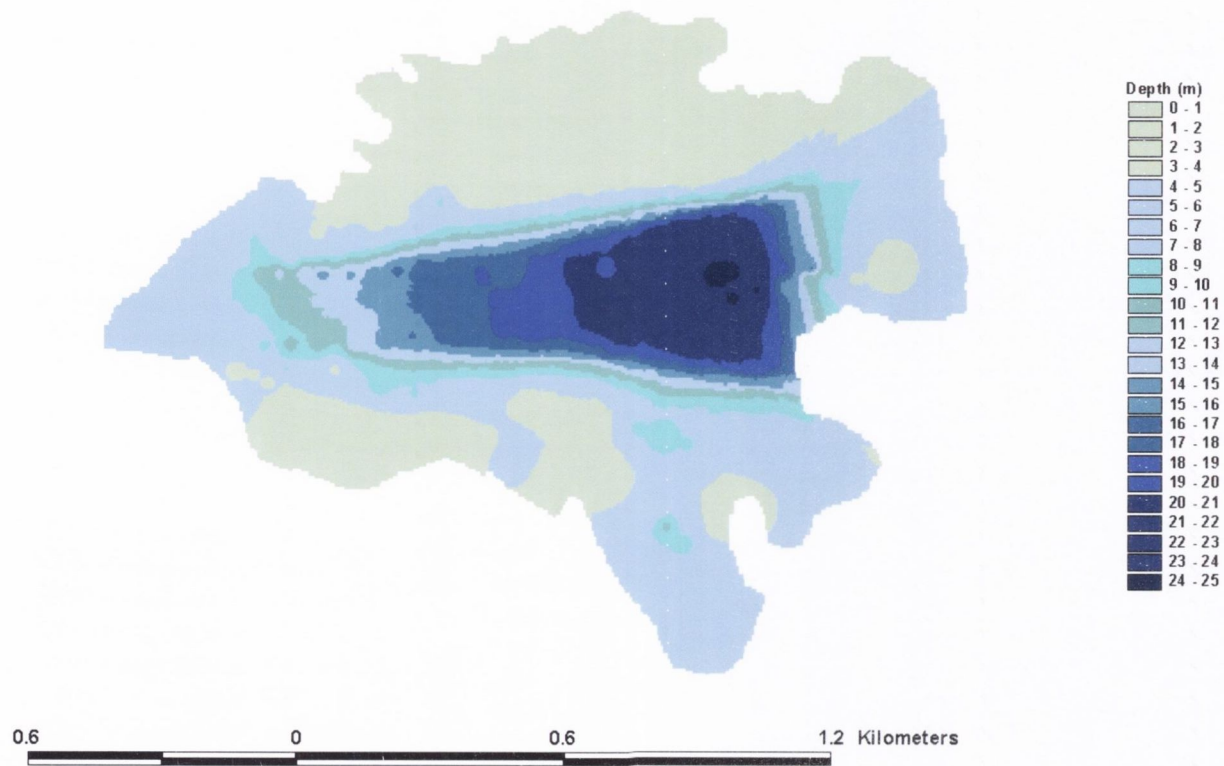 Depth (m)
0 - 1
1 - 2
2 - 3
3 - 4
4 - 5
5 - 6
6 - 7
7 - 8
8 - 9
9 - 10
10 - 11
11 - 12
12 - 13
13 - 14
14 - 15
15 - 16
16 - 17
17 - 18
18 - 19
19 - 20
20 - 21
21 - 22
22 - 23
23 - 24
24 - 25
0.6 0 0.6 1.2 Kilometers